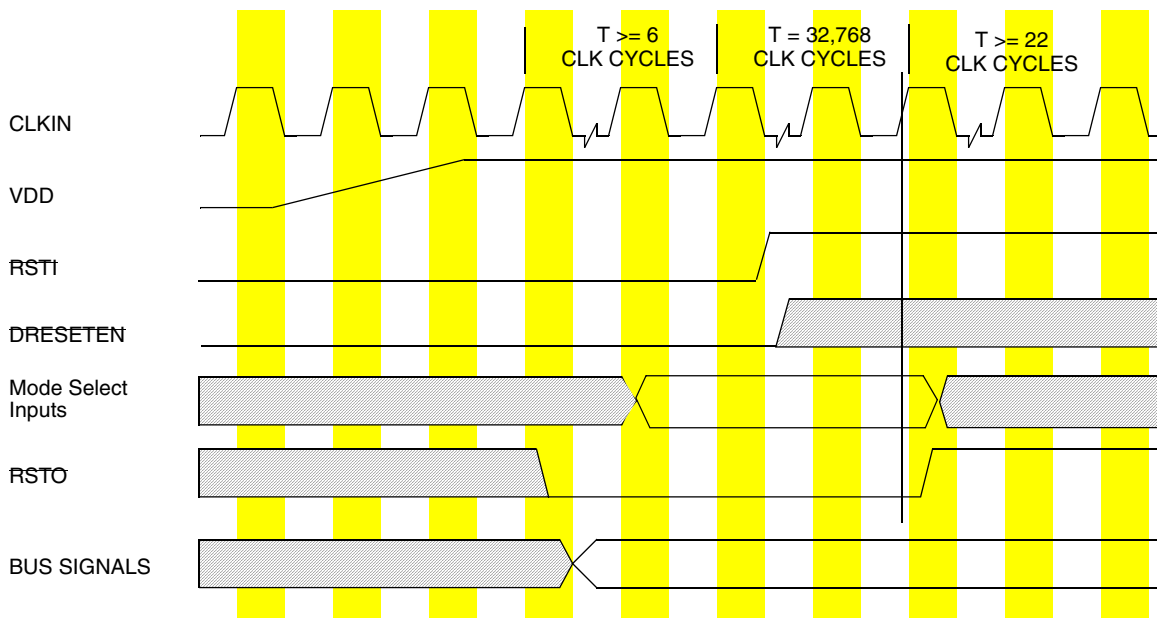 T >= 6
CLK CYCLES
T = 32,768
CLK CYCLES
T >= 22
CLK CYCLES
CLKIN
VDD
RSTI
DRESETEN
Mode Select
Inputs
RSTO
BUS SIGNALS